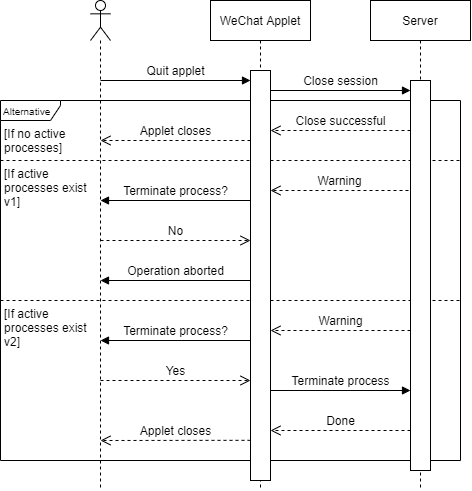 WeChat Applet
Server
Quit applet
Close session
Alternative
[If no active
processes]
Close successful
Applet closes
[If active
processes exist
v1]
Warning
Terminate process?
No
Operation aborted
[If active
processes exist
v2]
Warning
Terminate process?
Yes
Terminate process
Done
Applet closes